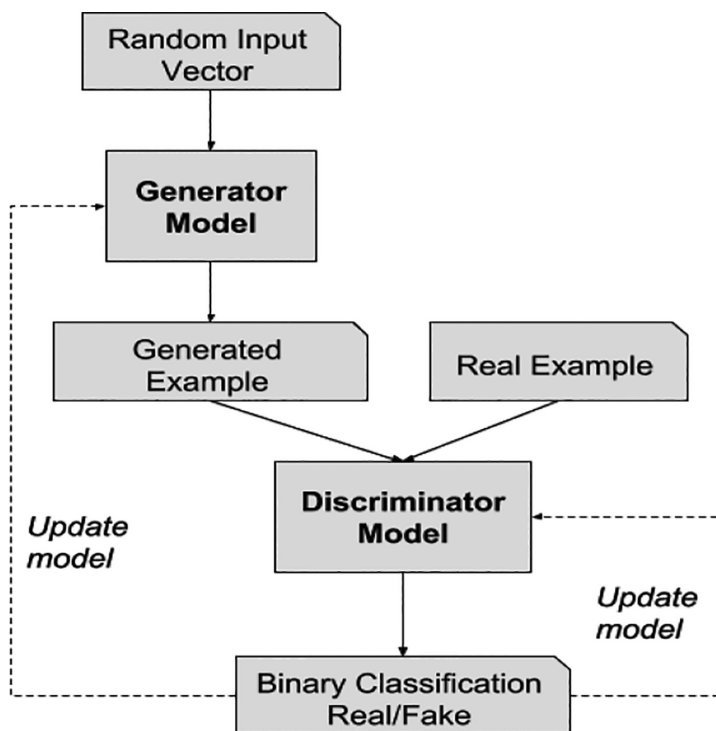 Random Input
Vector
Generator
Model
Generated
Example
Real Example
Discriminator
Model
Update
model
Update
model
Binary Classification
Real/Fake